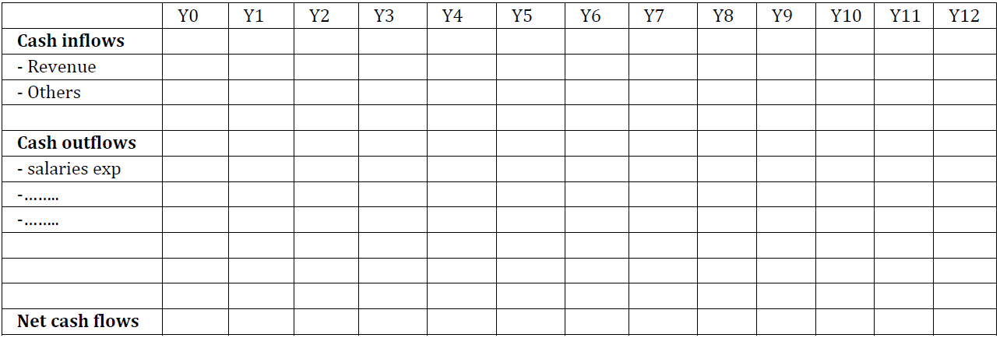 Y0 Y1 Y2 Y3 Y4 Y5 Y6 Y7 Y8 Y9 Y10 Y11 Y12
Cash inflows
- Revenue
- Others
Cash outflows
- salaries exp
-........
-........
Net cash flows